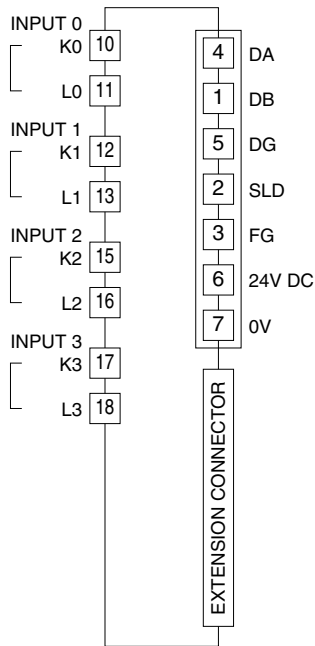 INPUT 0
K0 10
L0 11
INPUT 1
K1 12
L1 13
INPUT 2
K2 15
L2 16
INPUT 3
K3 17
L3 18
4 DA
1 DB
5 DG
2 SLD
3 FG
6 24V DC
7 0V
EXTENSION CONNECTOR